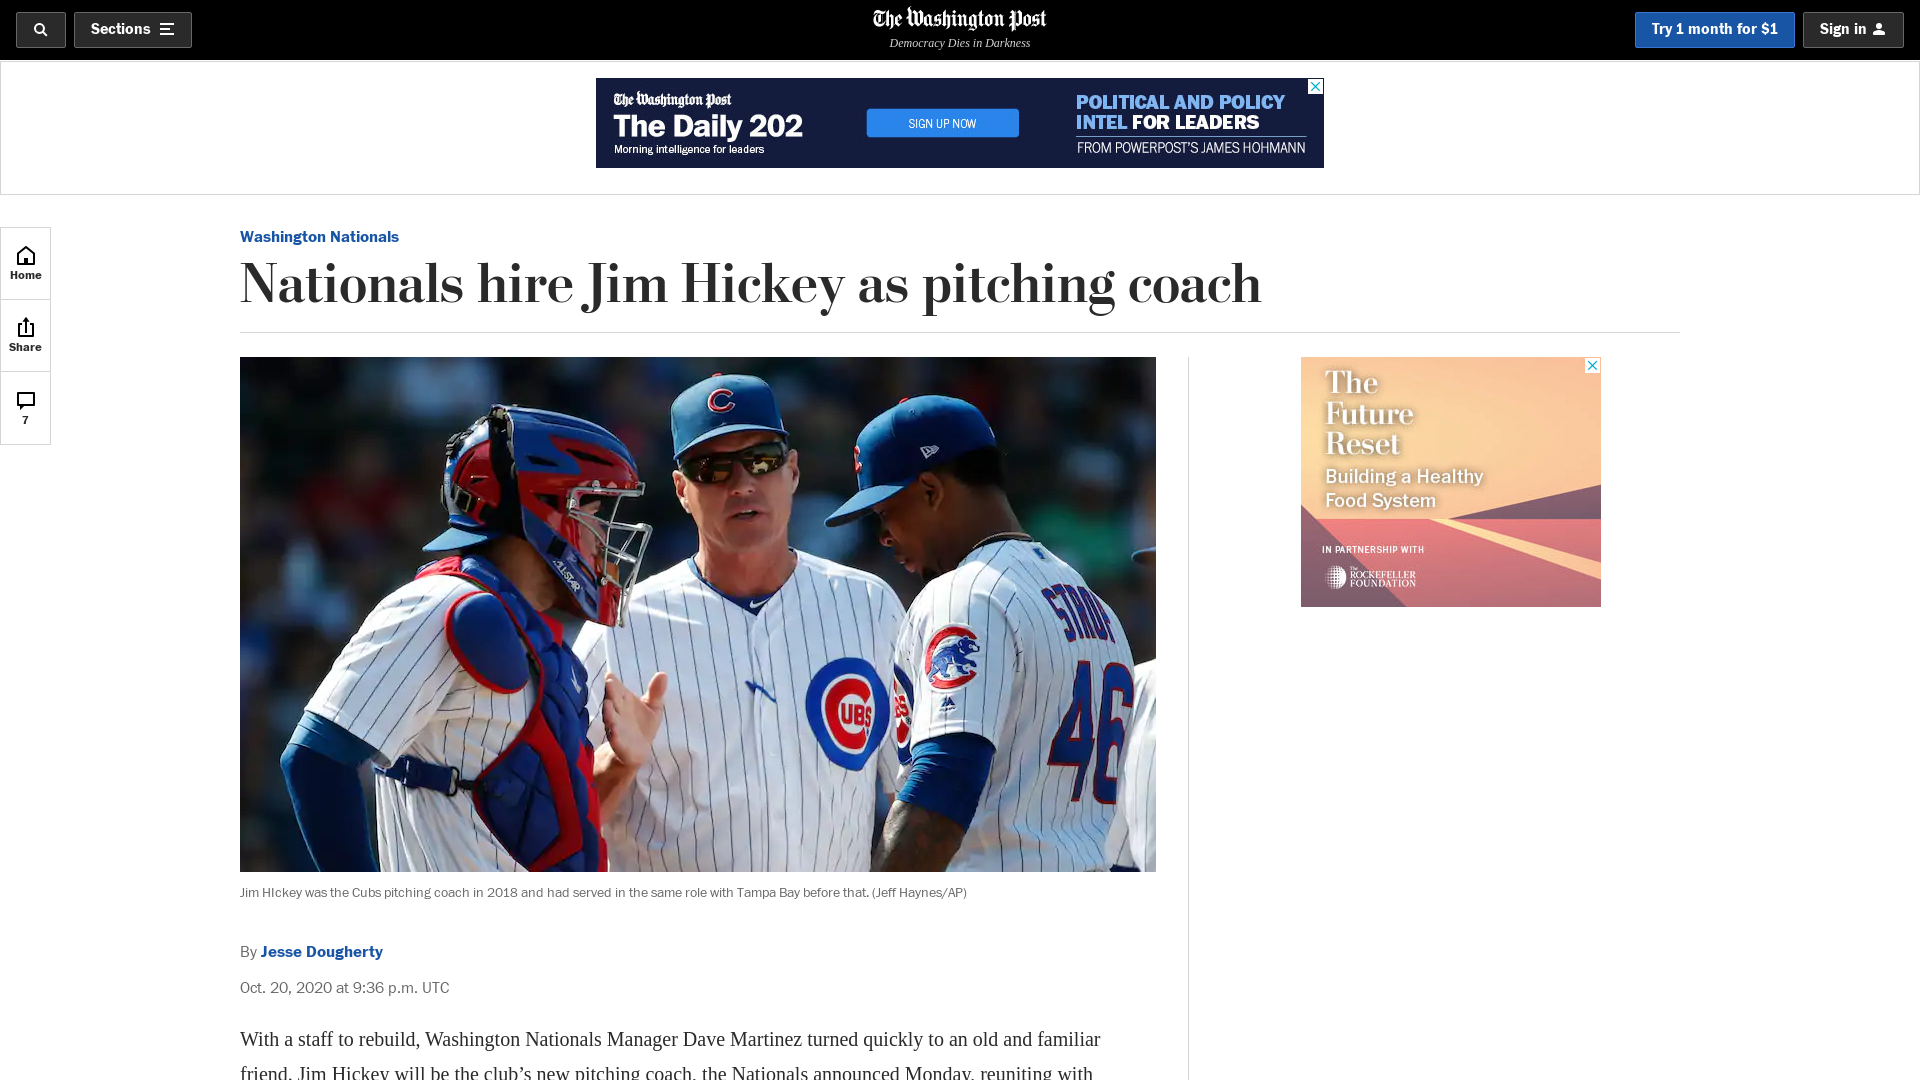 Sections
The Washington Post
Democracy Dies in Darkness
Try 1 month for $1
Sign in
The Washington Post
The Daily 202
Morning intelligence for leaders
SIGN UP NOW
POLITICAL AND POLICY
INTEL FOR LEADERS
FROM POWERPOST'S JAMES HOHMANN
Home
Share
7
Washington Nationals
Nationals hire Jim Hickey as pitching coach
C
ALL-STAR
UBS
STROP
46
The
Future
Reset
Building a Healthy
Food System
IN PARTNERSHIP WITH
The
ROCKEFELLER
FOUNDATION
Jim HIckey was the Cubs pitching coach in 2018 and had served in the same role with Tampa Bay before that. (Jeff Haynes/AP)
By Jesse Dougherty
Oct. 20, 2020 at 9:36 p.m. UTC
With a staff to rebuild, Washington Nationals Manager Dave Martinez turned quickly to an old and familiar
friend. Jim Hickey will be the club’s new pitching coach, the Nationals announced Monday, reuniting with